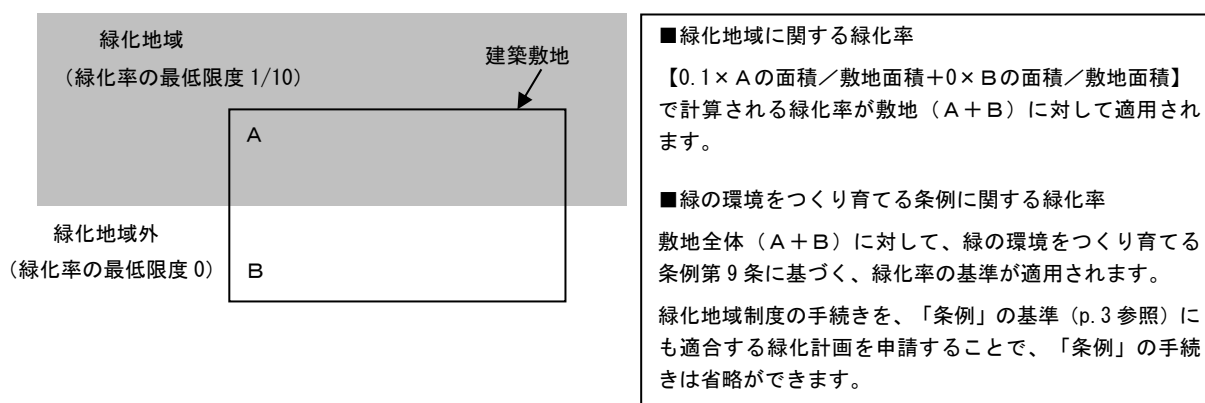 緑化地域
（緑化率の最低限度 1/10）
建築敷地
A
緑化地域外
（緑化率の最低限度 0）
B
■緑化地域に関する緑化率
【0.1× Aの面積／敷地面積＋0× Bの面積／敷地面積】
で計算される緑化率が敷地（A＋B）に対して適用され
ます。
■緑の環境をつくり育てる条例に関する緑化率
敷地全体（A＋B）に対して、緑の環境をつくり育てる
条例第 9 条に基づく、緑化率の基準が適用されます。
緑化地域制度の手続きを、「条例」の基準（p.3 参照）に
も適合する緑化計画を申請することで、「条例」の手続
きは省略ができます。